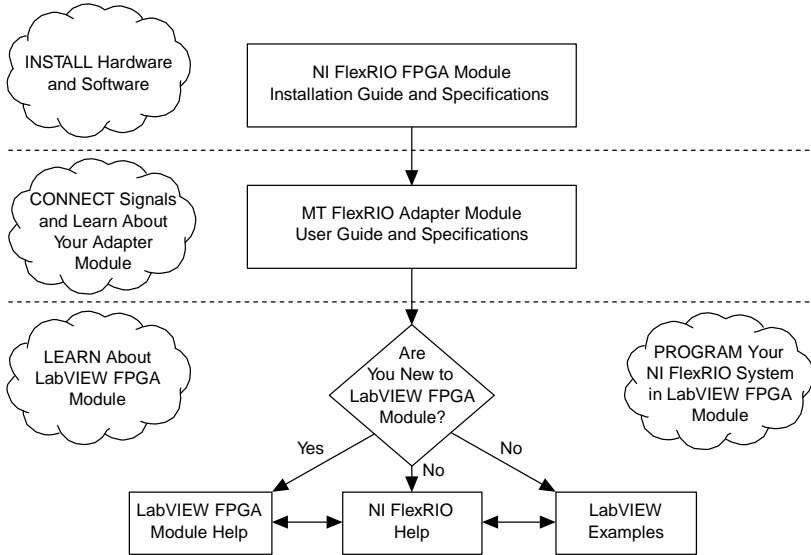 INSTALL Hardware
and Software
NI FlexRIO FPGA Module
Installation Guide and Specifications
CONNECT Signals
and Learn About
Your Adapter
Module
MT FlexRIO Adapter Module
User Guide and Specifications
LEARN About
LabVIEW FPGA
Module
Are
You New to
LabVIEW FPGA
Module?
PROGRAM Your
NI FlexRIO System
in LabVIEW FPGA
Module
Yes
No
No
LabVIEW FPGA
Module Help
NI FlexRIO
Help
LabVIEW
Examples